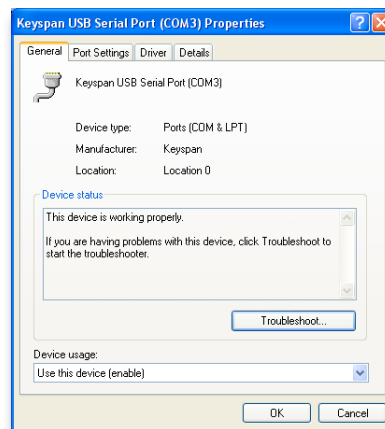 Keyspan USB Serial Port (COM3) Properties
General Port Settings Driver Details
Keyspan USB Serial Port (COM3)
Device type: Ports (COM & LPT)
Manufacturer: Keyspan
Location: Location 0
Device status
This device is working properly.
If you are having problems with this device, click Troubleshoot to
start the troubleshooter.
Troubleshoot...
Device usage:
Use this device (enable)
OK Cancel